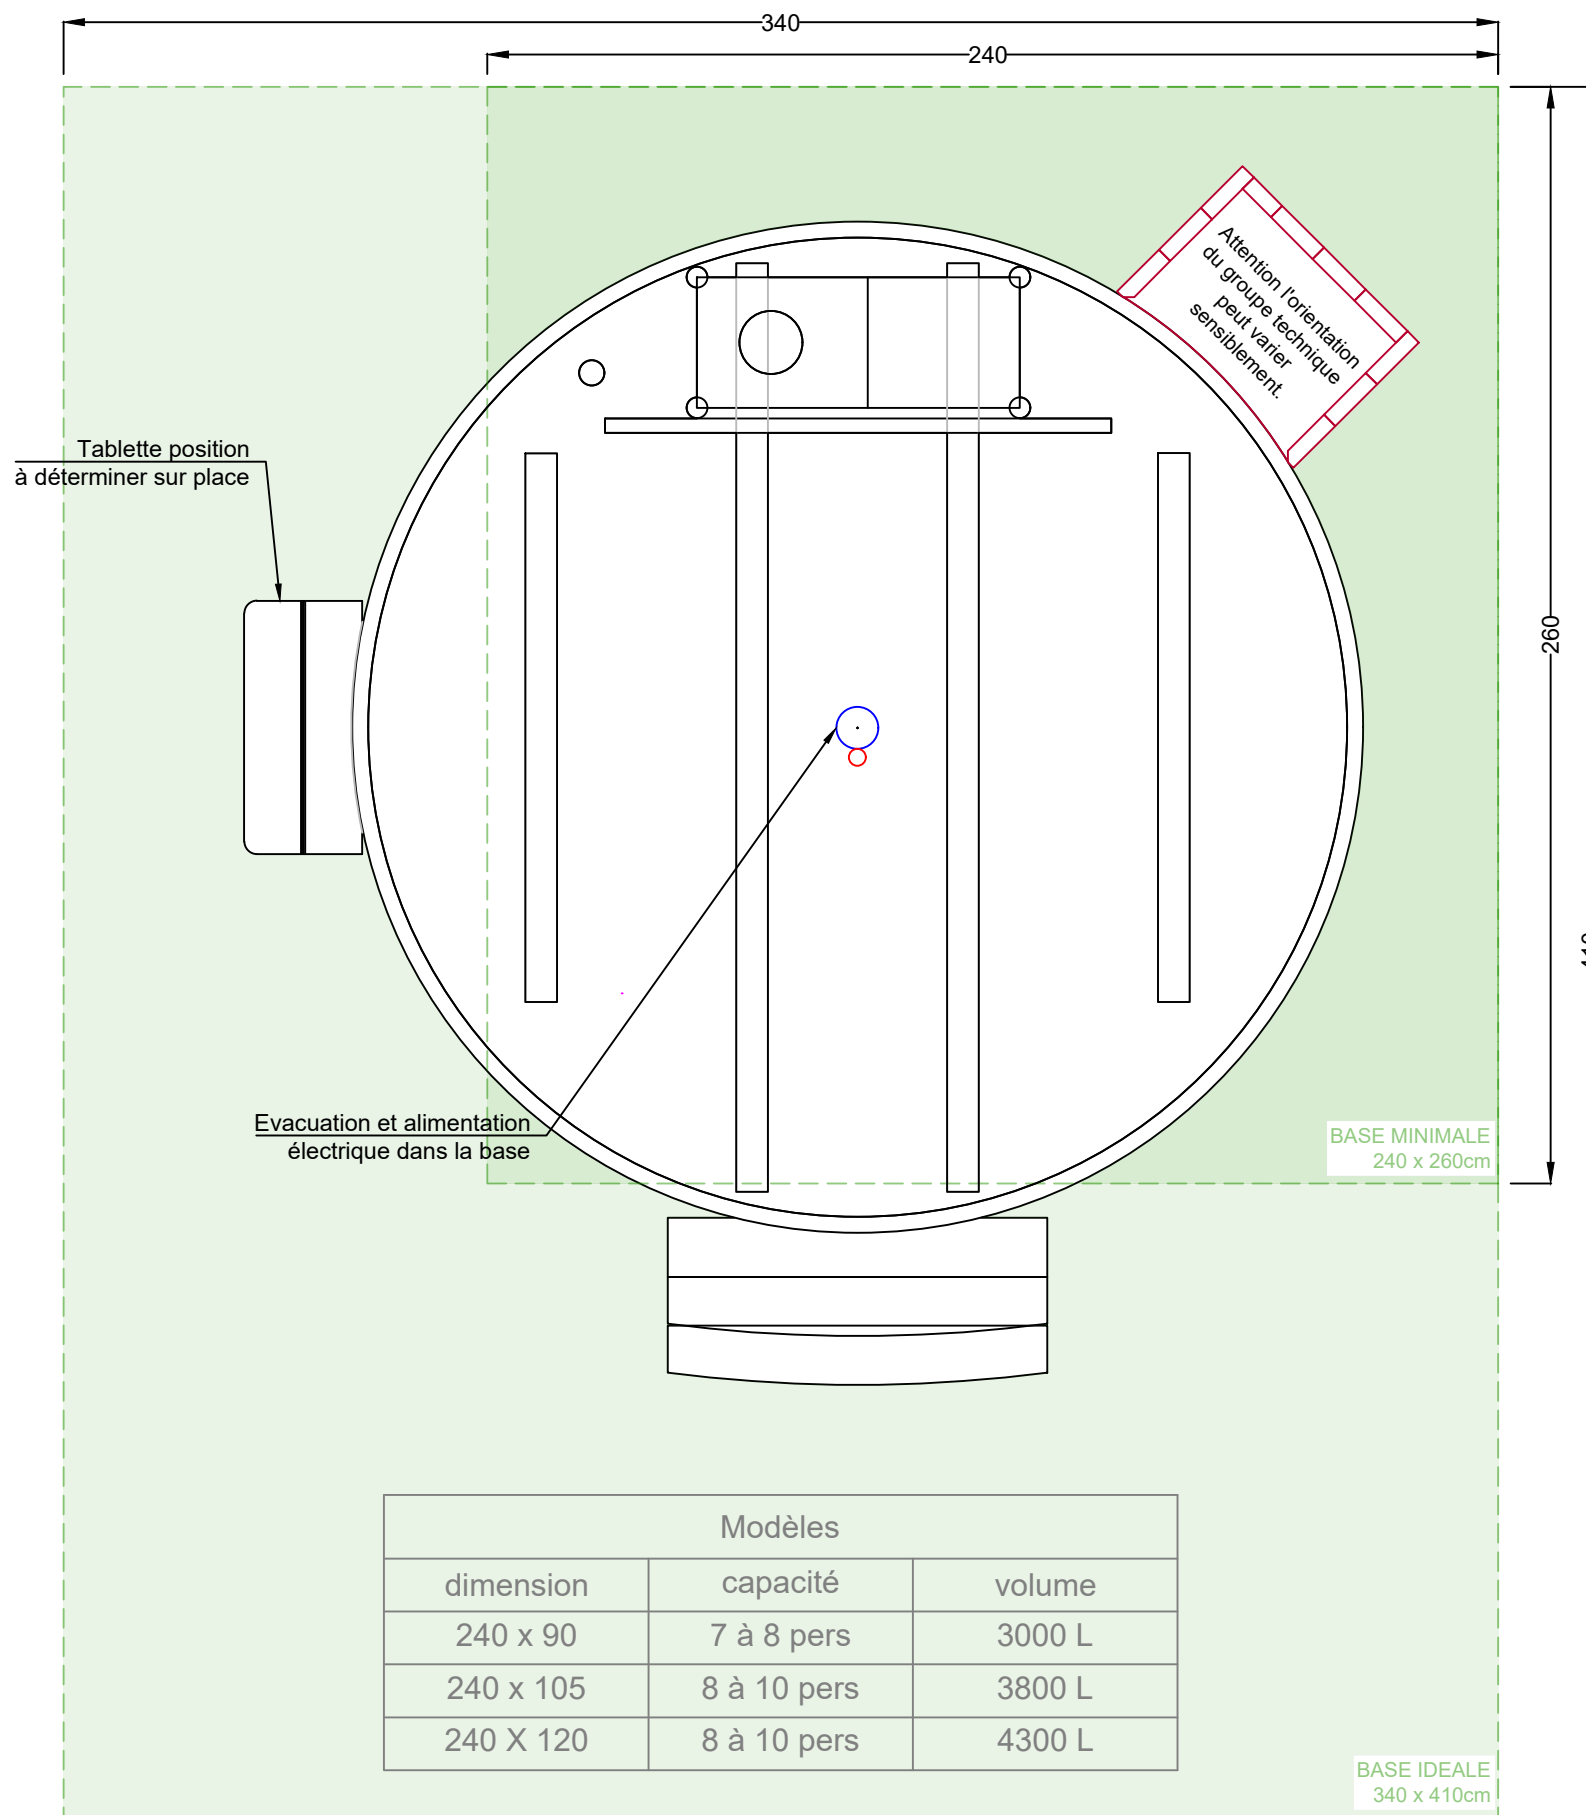 340
240
Attention l'orientation
du groupe technique
peut varier
sensiblement.
Tablette position
à déterminer sur place
260
Evacuation et alimentation
électrique dans la base
BASE MINIMALE
240 x 260cm
Modèles
dimension capacité volume
240 x 90 7 à 8 pers 3000 L
240 x 105 8 à 10 pers 3800 L
240 X 120 8 à 10 pers 4300 L
BASE IDEALE
340 x 410cm